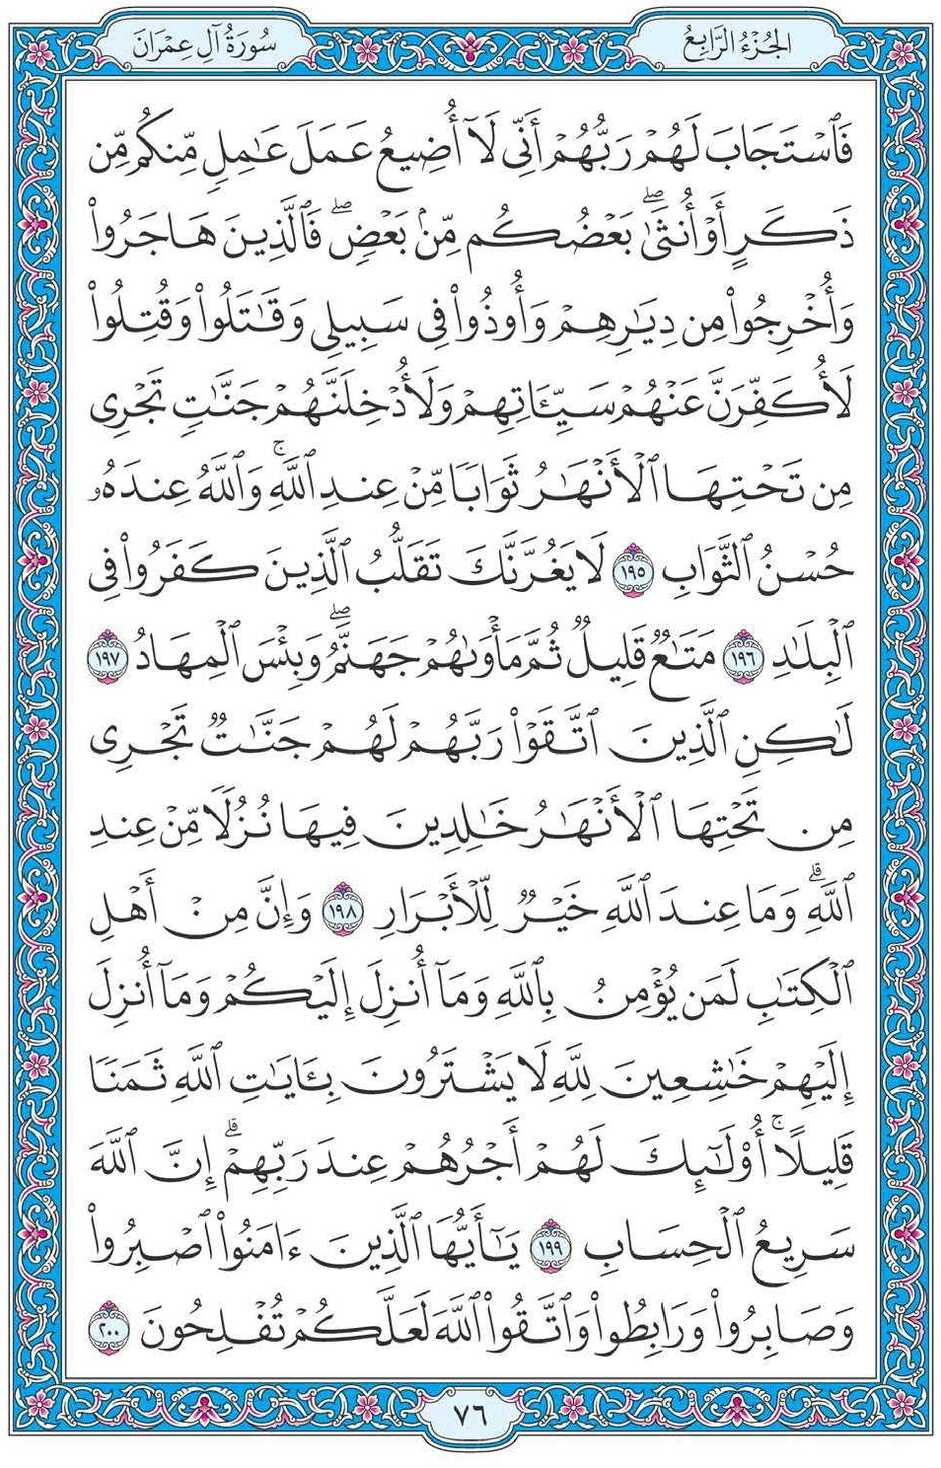 سُورَةُ آلِ عِمْرَانَ
الجُزْءُ الرَّابِعُ
فَٱسْتَجَابَ لَهُمْ رَبُّهُمْ أَنِّى لَآ أُضِيعُ عَمَلَ عَٰمِلٍ مِّنكُم مِّن
ذَكَرٍ أَوْ أُنثَىٰۖ بَعْضُكُم مِّنۢ بَعْضٖۖ فَٱلَّذِينَ هَاجَرُوا۟
وَأُخْرِجُوا۟ مِن دِيَٰرِهِمْ وَأُوذُوا۟ فِى سَبِيلِى وَقَٰتَلُوا۟ وَقُتِلُوا۟
لَأُكَفِّرَنَّ عَنْهُمْ سَيِّـَٔاتِهِمْ وَلَأُدْخِلَنَّهُمْ جَنَّٰتٍ تَجْرِى
مِن تَحْتِهَا ٱلْأَنْهَٰرُ ثَوَابًا مِّنْ عِندِ ٱللَّهِۚ وَٱللَّهُ عِندَهُۥ
حُسْنُ ٱلثَّوَابِ ١٩٥ لَا يَغُرَّنَّكَ تَقَلُّبُ ٱلَّذِينَ كَفَرُوا۟ فِى
ٱلْبِلَٰدِ ١٩٦ مَتَٰعٌ قَلِيلٌ ثُمَّ مَأْوَىٰهُمْ جَهَنَّمُۖ وَبِئْسَ ٱلْمِهَادُ ١٩٧
لَٰكِنِ ٱلَّذِينَ ٱتَّقَوْا۟ رَبَّهُمْ لَهُمْ جَنَّٰتٌ تَجْرِى
مِن تَحْتِهَا ٱلْأَنْهَٰرُ خَٰلِدِينَ فِيهَا نُزُلًا مِّنْ عِندِ
ٱللَّهِۗ وَمَا عِندَ ٱللَّهِ خَيْرٌ لِّلْأَبْرَارِ ١٩٨ وَإِنَّ مِنْ أَهْلِ
ٱلْكِتَٰبِ لَمَن يُؤْمِنُ بِٱللَّهِ وَمَآ أُنزِلَ إِلَيْكُمْ وَمَآ أُنزِلَ
إِلَيْهِمْ خَٰشِعِينَ لِلَّهِ لَا يَشْتَرُونَ بِـَٔايَٰتِ ٱللَّهِ ثَمَنًا
قَلِيلًاۚ أُو۟لَٰٓئِكَ لَهُمْ أَجْرُهُمْ عِندَ رَبِّهِمْۗ إِنَّ ٱللَّهَ
سَرِيعُ ٱلْحِسَابِ ١٩٩ يَٰٓأَيُّهَا ٱلَّذِينَ ءَامَنُوا۟ ٱصْبِرُوا۟
وَصَابِرُوا۟ وَرَابِطُوا۟ وَٱتَّقُوا۟ ٱللَّهَ لَعَلَّكُمْ تُفْلِحُونَ ٢٠٠
٧٦